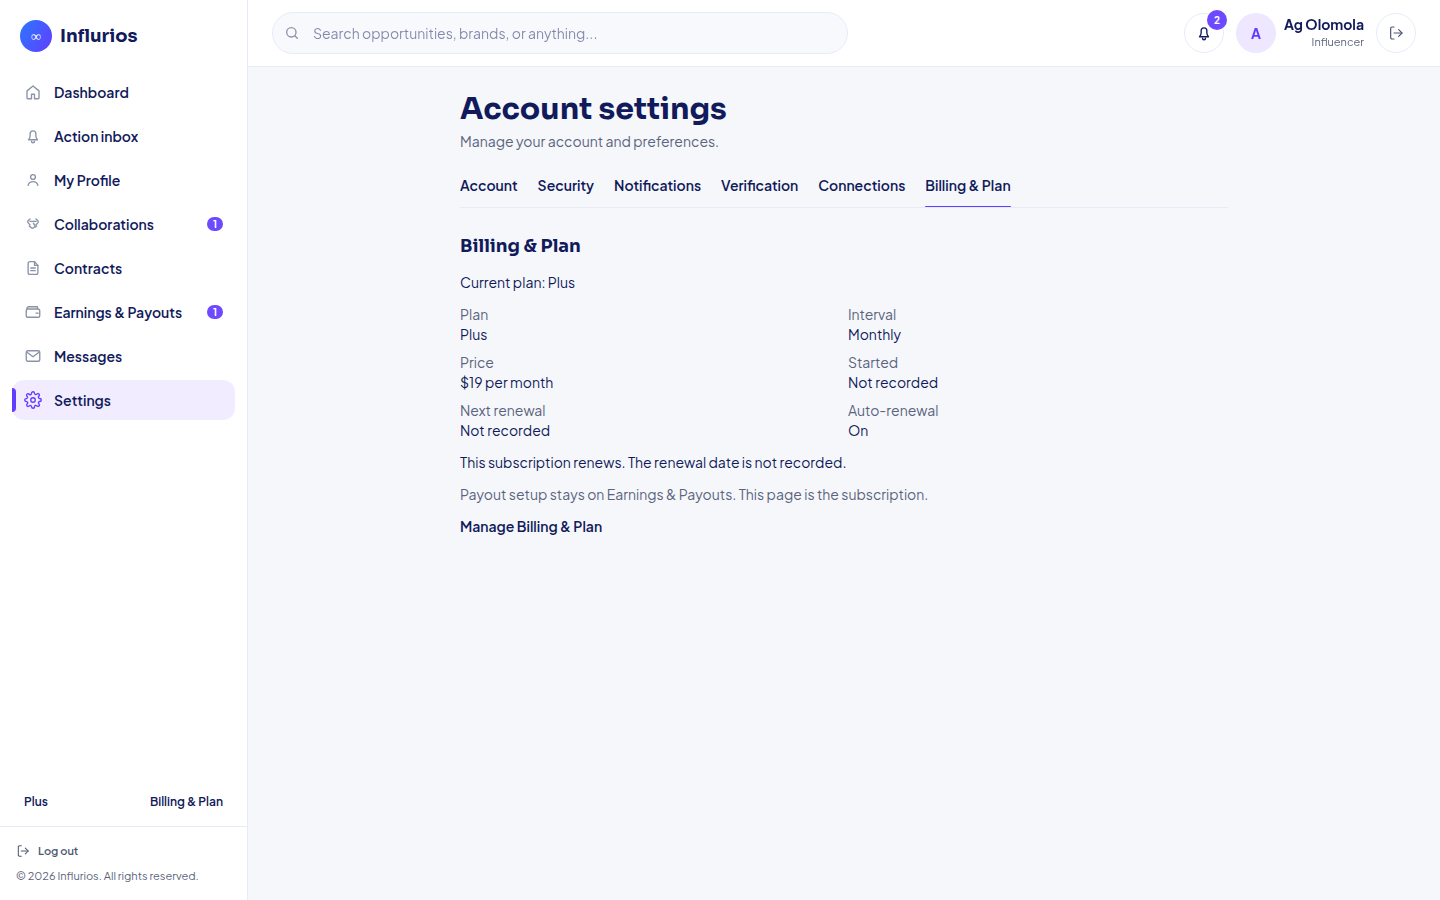 ∞ Influrios
Search opportunities, brands, or anything...
2
A
Ag Olomola
Influencer
Dashboard
Action inbox
My Profile
Collaborations 1
Contracts
Earnings & Payouts 1
Messages
Settings
Account settings
Manage your account and preferences.
Account Security Notifications Verification Connections Billing & Plan
Billing & Plan
Current plan: Plus
Plan Interval
Plus Monthly
Price Started
$19 per month Not recorded
Next renewal Auto-renewal
Not recorded On
This subscription renews. The renewal date is not recorded.
Payout setup stays on Earnings & Payouts. This page is the subscription.
Manage Billing & Plan
Plus Billing & Plan
Log out
© 2026 Influrios. All rights reserved.